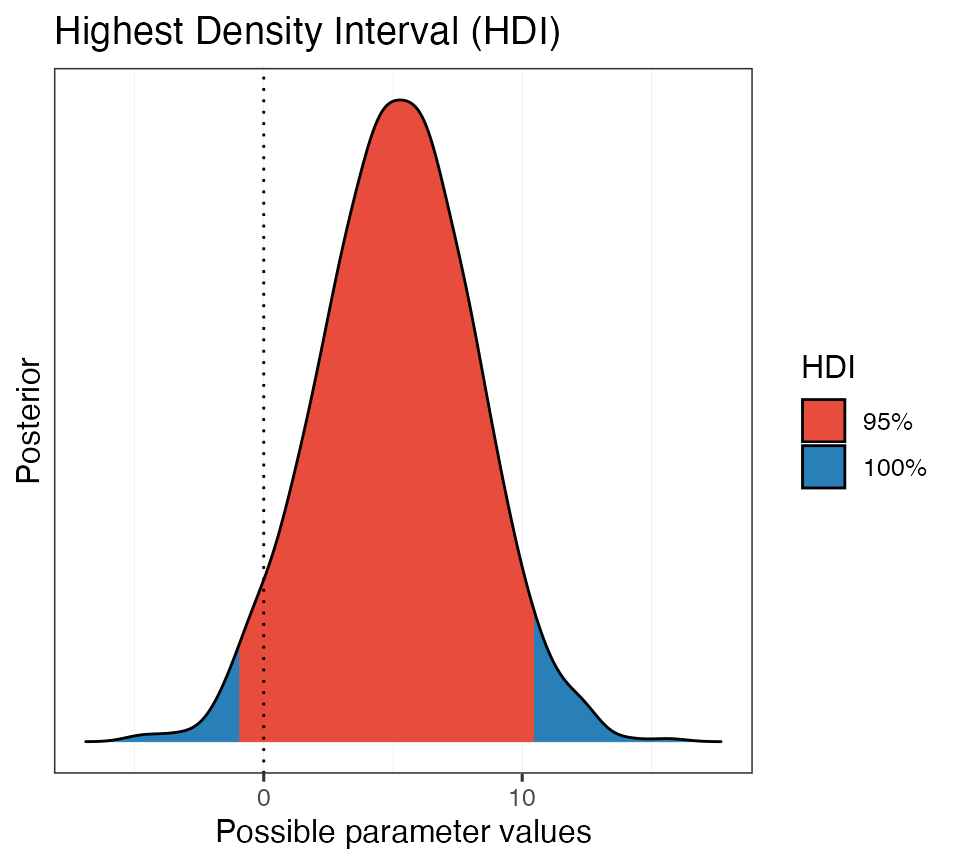 Highest Density Interval (HDI)
Posterior
0
10
Possible parameter values
HDI
95%
100%